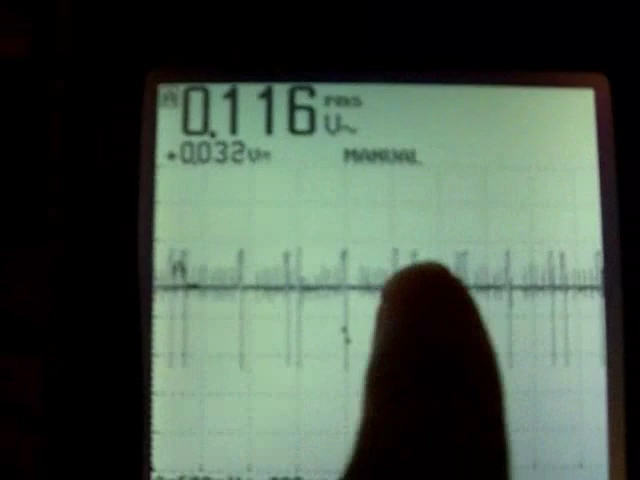 A 0.116 rms
V~
+0.032 V
MANUAL
A